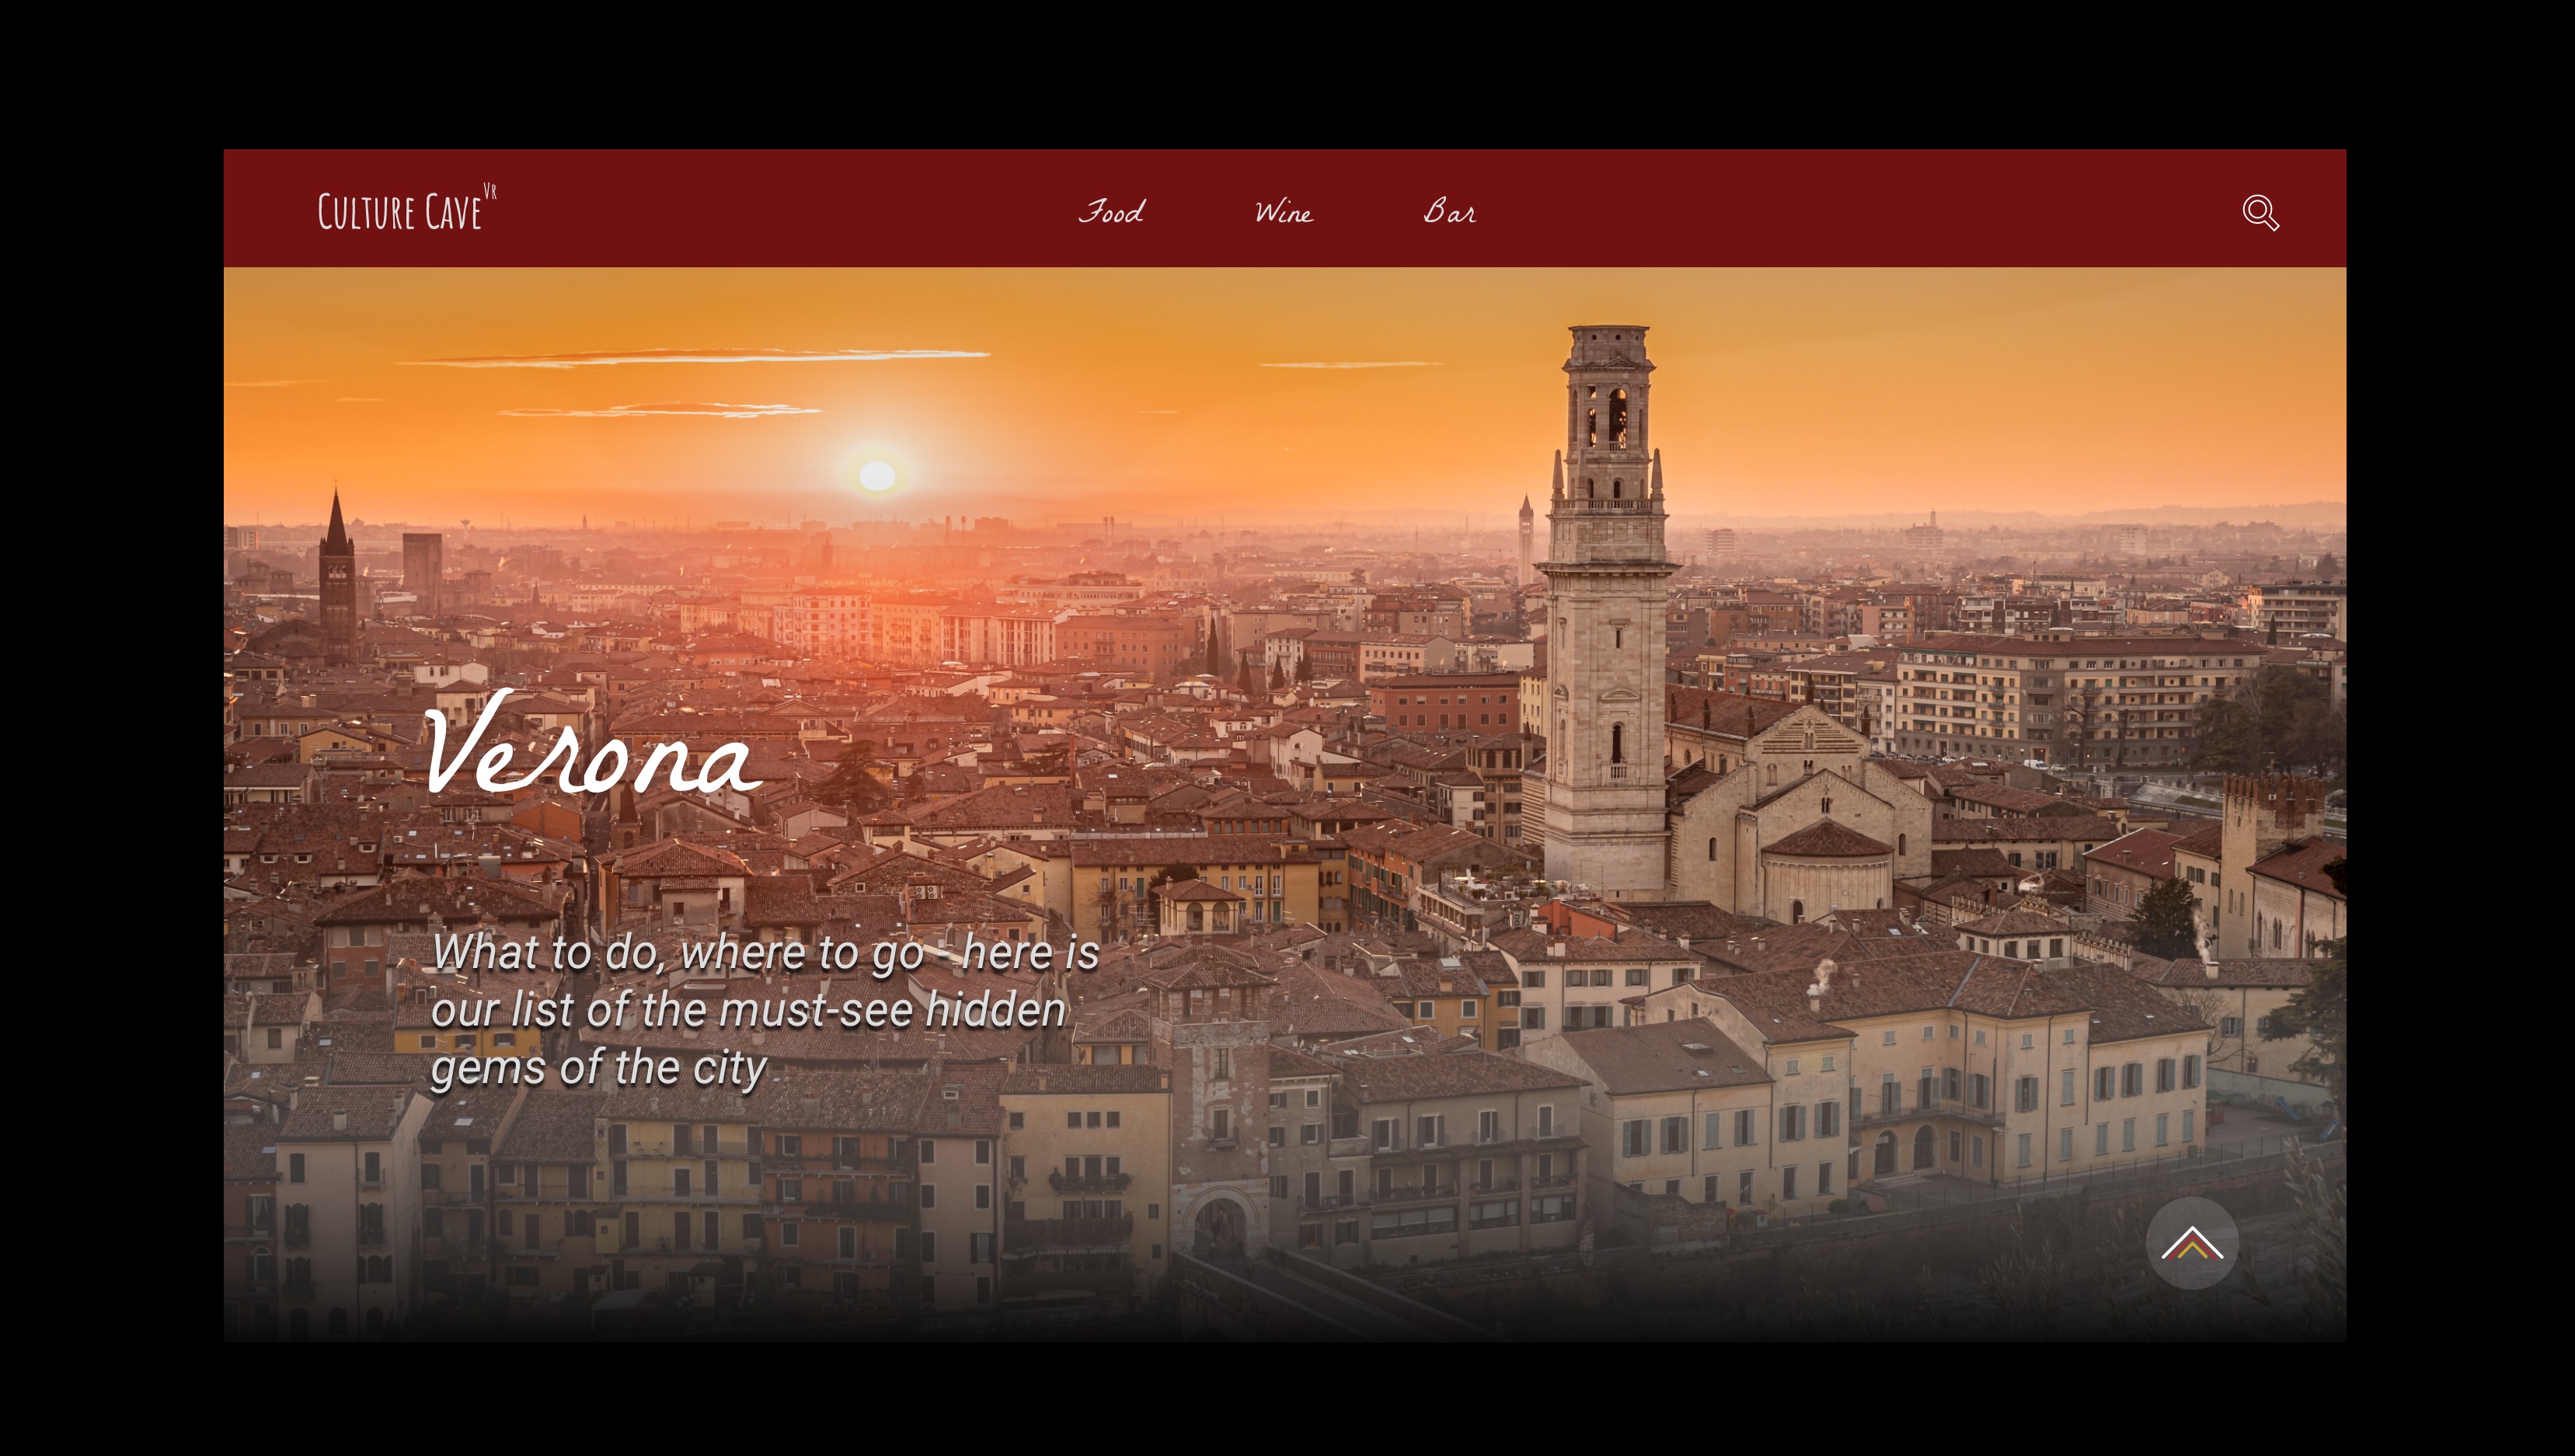 Culture Cave Vr
Food Wine Bar
Verona
What to do, where to go - here is
our list of the must-see hidden
gems of the city